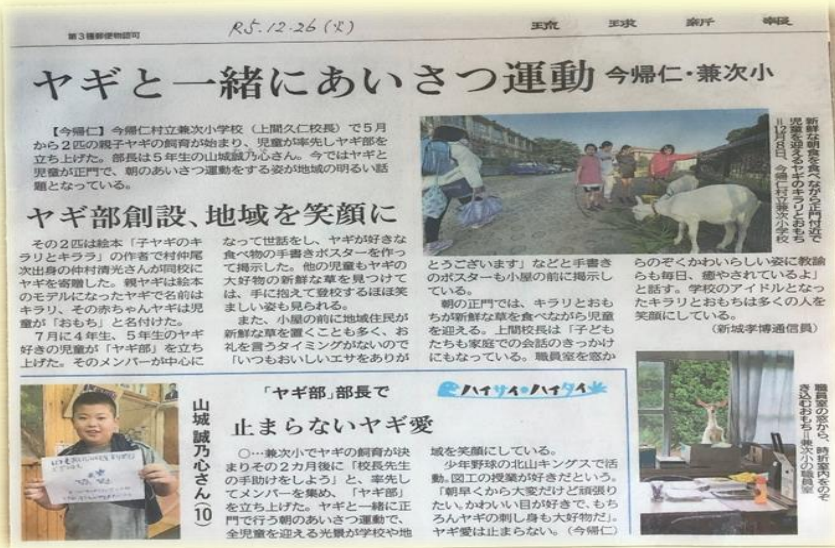 第3種郵便物認可
R5.12.26(火)
琉球新報
ヤギと一緒にあいさつ運動 今帰仁・兼次小
【今帰仁】今帰仁村立兼次小学校（上間久仁校長）で５月
から２匹の親子ヤギの飼育が始まり、児童が率先しヤギ部を
立ち上げた。部長は５年生の山城誠乃心さん。今ではヤギと
児童が正門で、朝のあいさつ運動をする姿が地域の明るい話
題となっている。
新鮮な朝食を食べながら正門付近で
児童を迎えるヤギのキラリとおもち
＝12月8日、今帰仁村立兼次小学校
ヤギ部創設、地域を笑顔に
その２匹は絵本「子ヤギのキ
ラリとキララ」の作者で村仲尾
次出身の仲村清光さんが同校に
ヤギを寄贈した。親ヤギは絵本
のモデルになったヤギで名前は
キラリ、その赤ちゃんヤギは児
童が「おもち」と名付けた。
７月に４年生、５年生のヤギ
好きの児童が「ヤギ部」を立ち
上げた。そのメンバーが中心に
なって世話をし、ヤギが好きな
食べ物の手書きポスターを作っ
て掲示した。他の児童もヤギの
大好物の新鮮な草を見つけて
は、手に抱えて登校するほほ笑
ましい姿も見られる。
また、小屋の前に地域住民が
新鮮な草を置くことも多く、お
礼を言うタイミングがないので
「いつもおいしいエサをありが
とうございます」などと手書き
のポスターも小屋の前に掲示し
ている。
朝の正門では、キラリとおも
ちが新鮮な草を食べながら児童
を迎える。上間校長は「子ども
たちも家庭での会話のきっかけ
にもなっている。職員室を窓か
らのぞくかわいらしい姿に教諭
らも毎日、癒やされているよ」
と話す。学校のアイドルとなっ
たキラリとおもちは多くの人を
笑顔にしている。
（新城孝博通信員）
山城 誠乃心さん(10)
「ヤギ部」部長で
止まらないヤギ愛
ハイサイ・ハイタイ
○…兼次小でヤギの飼育が決
まりその２カ月後に「校長先生
の手助けをしよう」と、率先し
てメンバーを集め、「ヤギ部」
を立ち上げた。ヤギと一緒に正
門で行う朝のあいさつ運動で、
全児童を迎える光景が学校や地
域を笑顔にしている。
少年野球の北山キングスで活
動。図工の授業が好きだという。
「朝早くから大変だけど頑張り
たい。かわいい目が好きで、もち
ろんヤギの刺し身も大好物だ」。
ヤギ愛は止まらない。（今帰仁）
職員室の窓から、時折室内をのぞ
き込むおもち＝兼次小の職員室